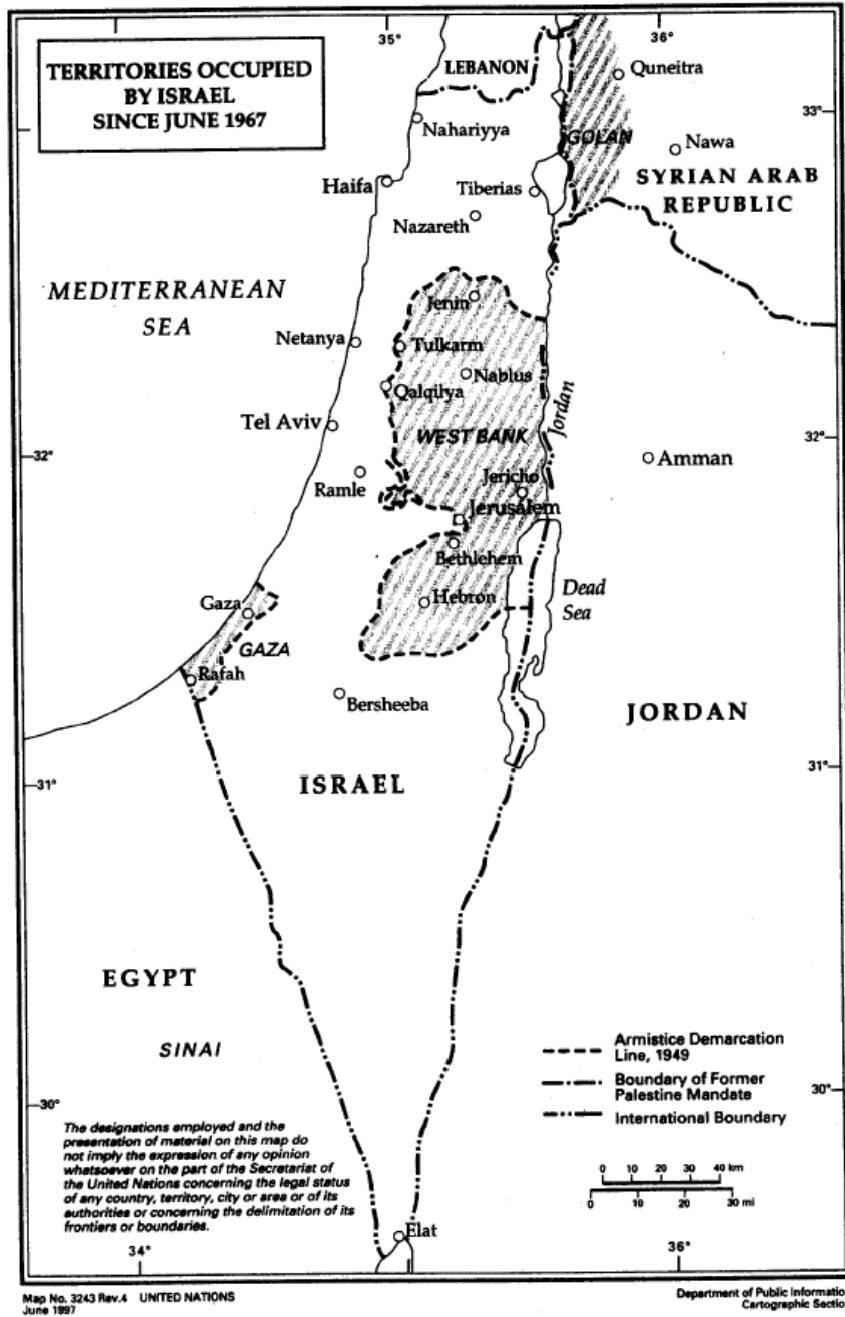 35°
36°
TERRITORIES OCCUPIED
BY ISRAEL
SINCE JUNE 1967
LEBANON
Quneitra
33°
Nahariyya
GOLAN
Nawa
Haifa
Tiberias
SYRIAN ARAB
REPUBLIC
Nazareth
MEDITERRANEAN
SEA
Jenin
Netanya
Tulkarm
Nablus
Qalqilya
Jordan
Tel Aviv
WEST BANK
32°
32°
Amman
Ramle
Jericho
Jerusalem
Bethlehem
Dead
Sea
Gaza
Hebron
GAZA
Rafah
Bersheeba
JORDAN
31°
31°
ISRAEL
EGYPT
SINAI
Armistice Demarcation
Line, 1949
Boundary of Former
Palestine Mandate
International Boundary
30°
30°
The designations employed and the
presentation of material on this map do
not imply the expression of any opinion
whatsoever on the part of the Secretariat of
the United Nations concerning the legal status
of any country, territory, city or area or of its
authorities or concerning the delimitation of its
frontiers or boundaries.
0 10 20 30 40 km
0 10 20 30 mi
Elat
34°
36°
Map No. 3243 Rev.4 UNITED NATIONS
June 1997
Department of Public Informatio
Cartographic Sectio